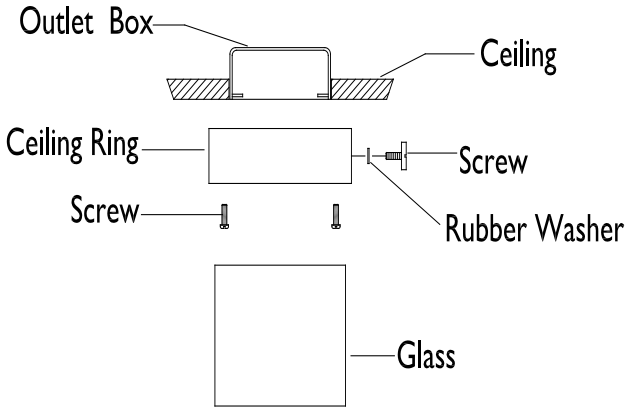 Outlet Box
Ceiling
Ceiling Ring
Screw
Screw
Rubber Washer
Glass